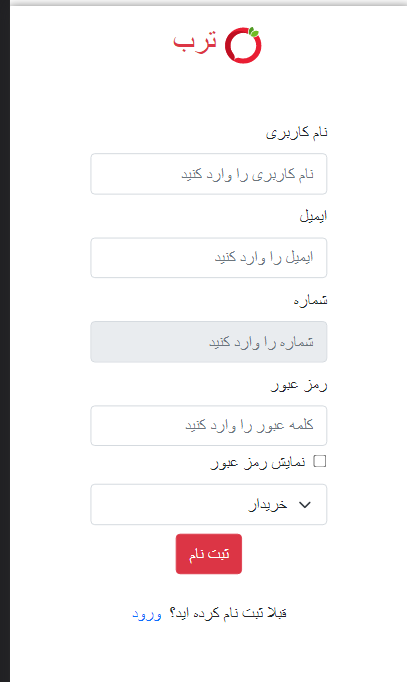 ترب
نام کاربری
نام کاربری را وارد کنید
ایمیل
ایمیل را وارد کنید
شماره
شماره را وارد کنید
رمز عبور
کلمه عبور را وارد کنید
نمایش رمز عبور
خریدار
ثبت نام
قبلا ثبت نام کرده اید؟ ورود